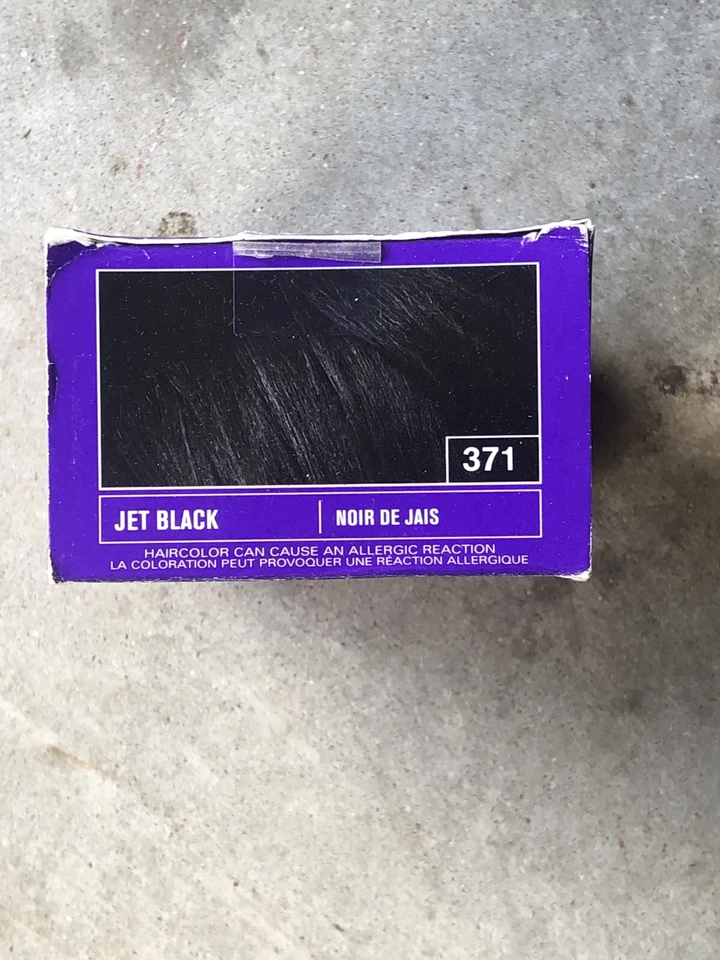 371
JET BLACK
NOIR DE JAIS
HAIRCOLOR CAN CAUSE AN ALLERGIC REACTION
LA COLORATION PEUT PROVOQUER UNE RÉACTION ALLERGIQUE